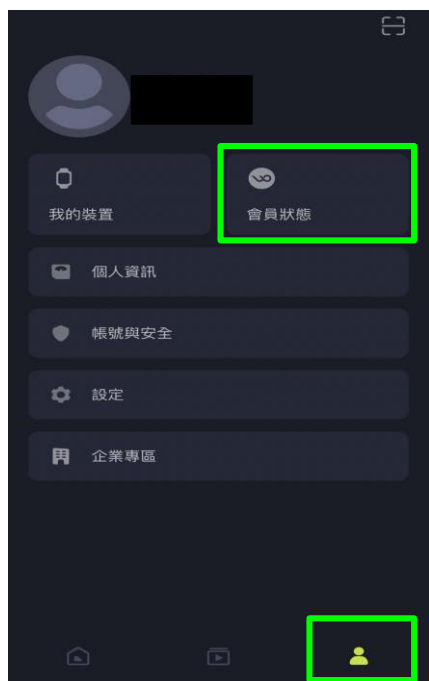 我的裝置
會員狀態
個人資訊
帳號與安全
設定
企業專區